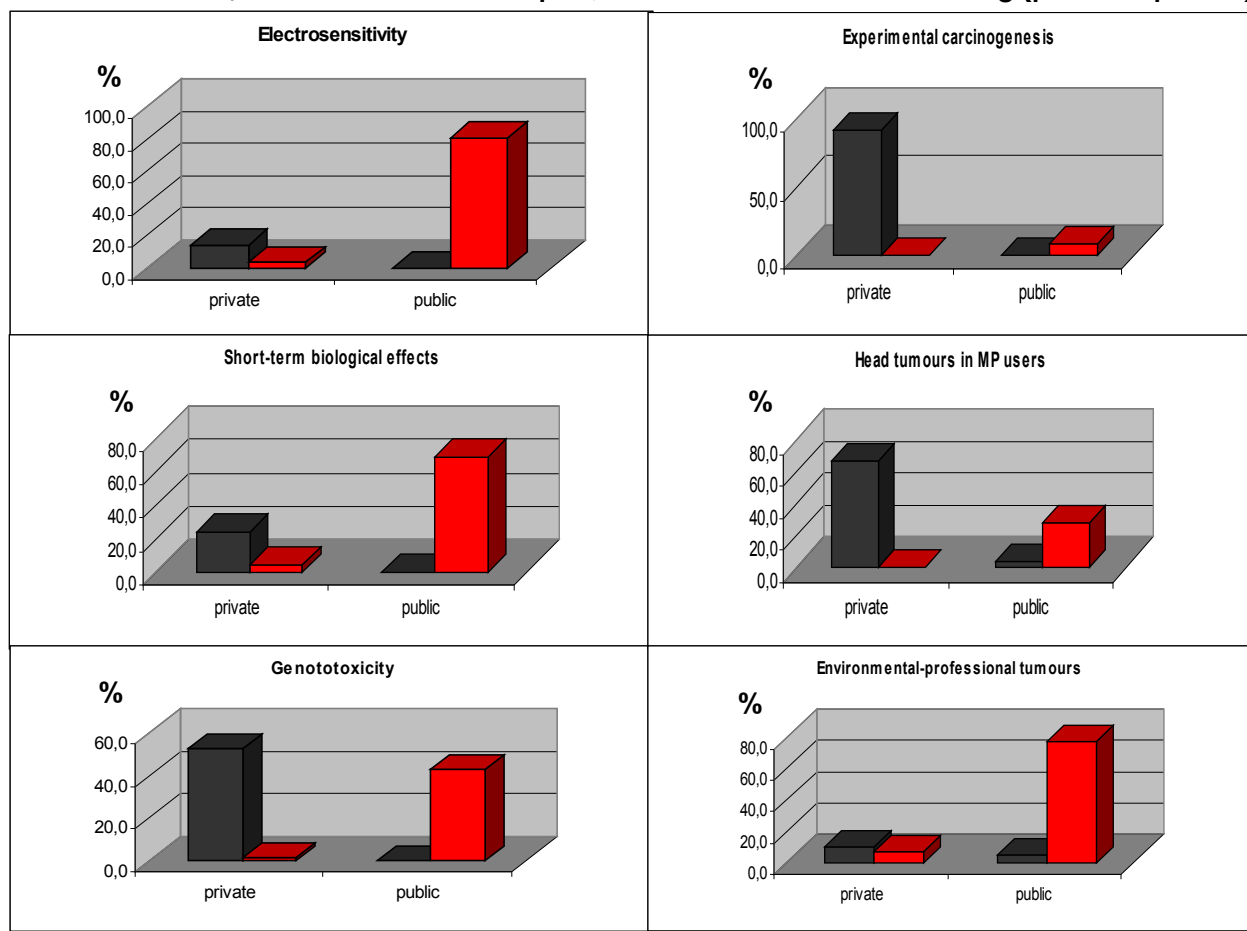 Electrosensitivity
%
100,0
80,0
60,0
40,0
20,0
0,0
private public
Experimental carcinogenesis
%
100,0
50,0
0,0
private public
Short-term biological effects
%
80,0
60,0
40,0
20,0
0,0
private public
Head tumours in MP users
%
80,0
60,0
40,0
20,0
0,0
private public
Genototoxicity
%
60,0
40,0
20,0
0,0
private public
Environmental-professional tumours
%
80,0
60,0
40,0
20,0
0,0
private public